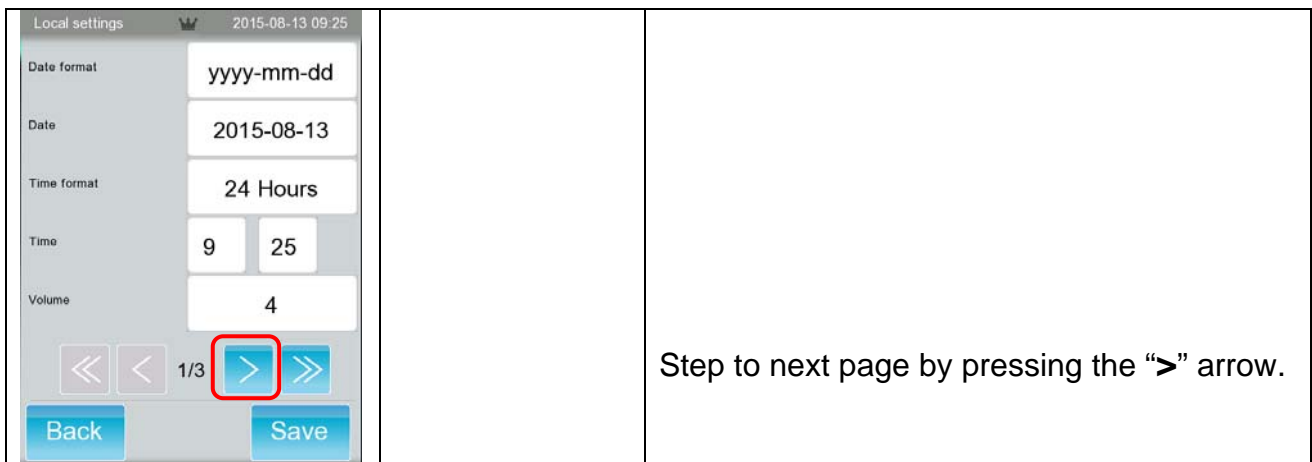 Local settings 2015-08-13 09:25
Date format yyyy-mm-dd
Date 2015-08-13
Time format 24 Hours
Time 9 25
Volume 4
≪ < 1/3 > ≫
Step to next page by pressing the “>” arrow.
Back Save